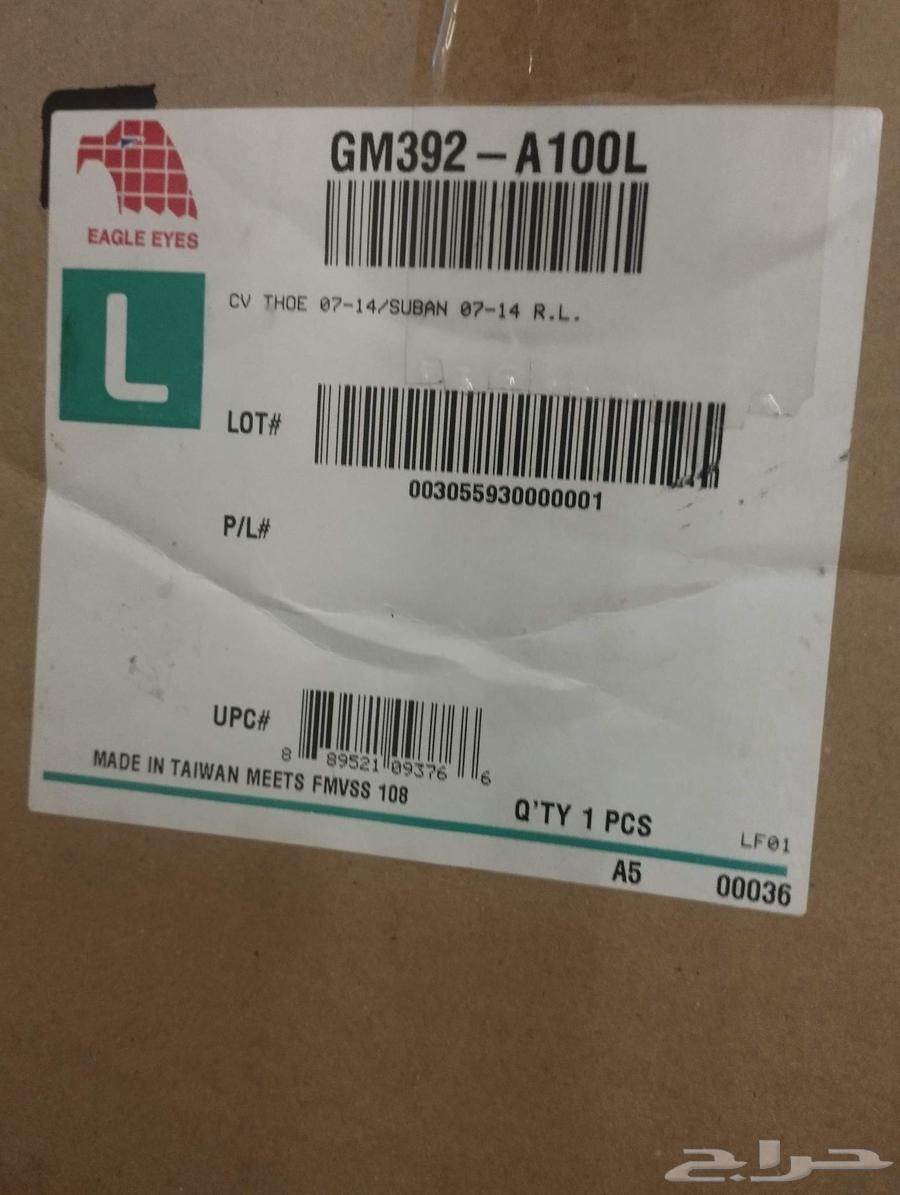 GM392-A100L
EAGLE EYES
L
CV THOE 07-14/SUBAN 07-14 R.L.
LOT#
003055930000001
P/L#
UPC#
8 89521 09376 6
MADE IN TAIWAN MEETS FMVSS 108
Q'TY 1 PCS
LF01
A5
00036
حراج